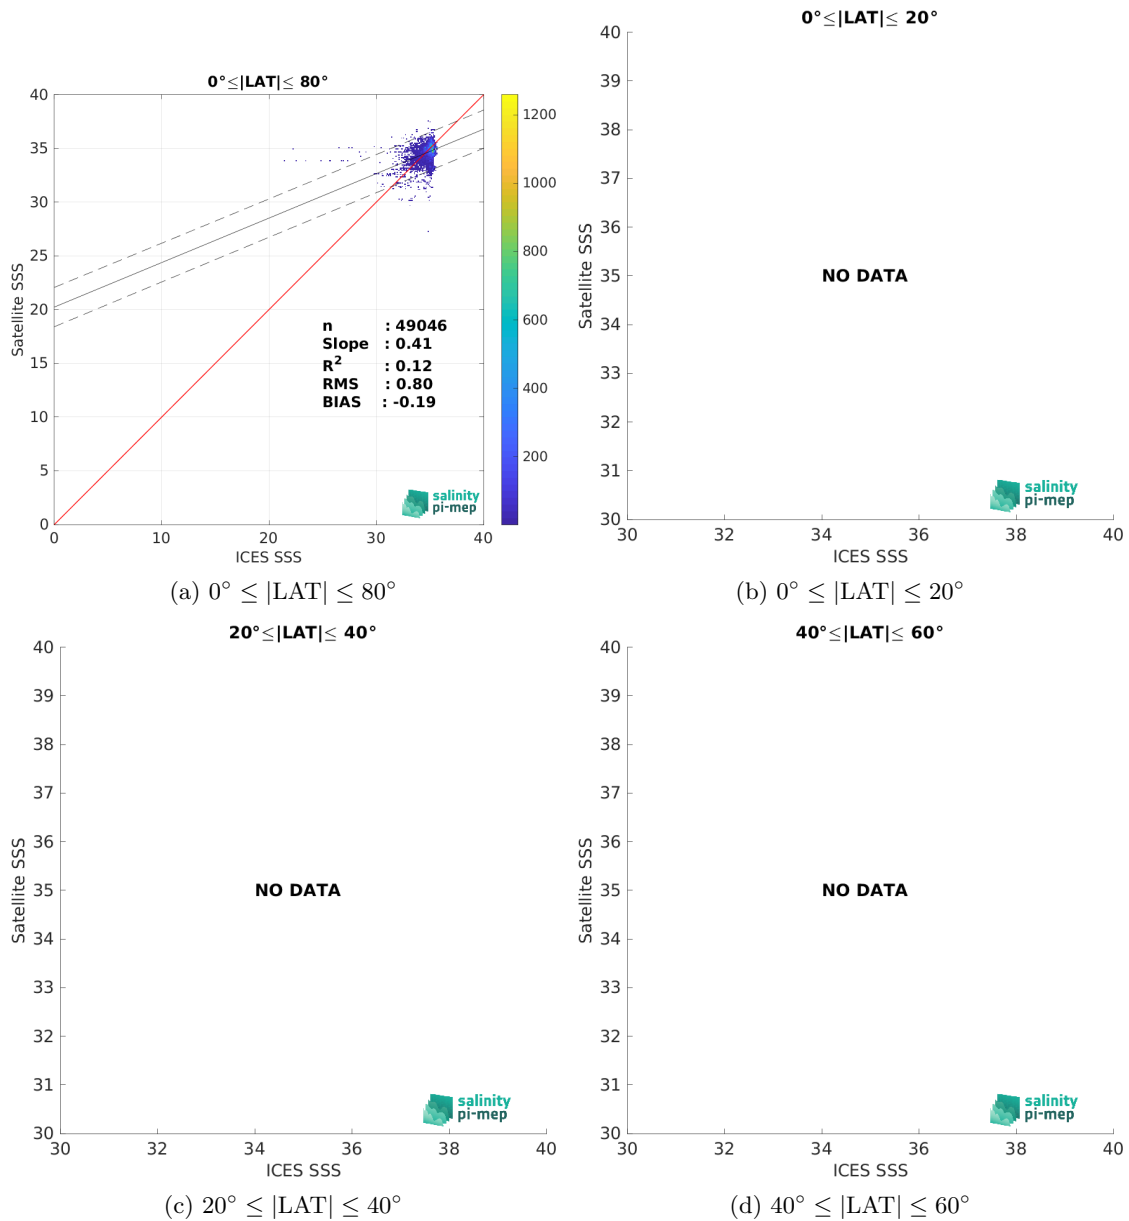 0°≤|LAT|≤ 80°
40
35
30
25
20
15
10
5
0
Satellite SSS
n : 49046
Slope : 0.41
R² : 0.12
RMS : 0.80
BIAS : -0.19
salinity
pi-mep
0 10 20 30 40
ICES SSS
1200
1000
800
600
400
200
(a) 0° ≤ |LAT| ≤ 80°
0°≤|LAT|≤ 20°
40
39
38
37
36
35
34
33
32
31
30
Satellite SSS
NO DATA
salinity
pi-mep
30 32 34 36 38 40
ICES SSS
(b) 0° ≤ |LAT| ≤ 20°
20°≤|LAT|≤ 40°
40
39
38
37
36
35
34
33
32
31
30
Satellite SSS
NO DATA
salinity
pi-mep
30 32 34 36 38 40
ICES SSS
(c) 20° ≤ |LAT| ≤ 40°
40°≤|LAT|≤ 60°
40
39
38
37
36
35
34
33
32
31
30
Satellite SSS
NO DATA
salinity
pi-mep
30 32 34 36 38 40
ICES SSS
(d) 40° ≤ |LAT| ≤ 60°